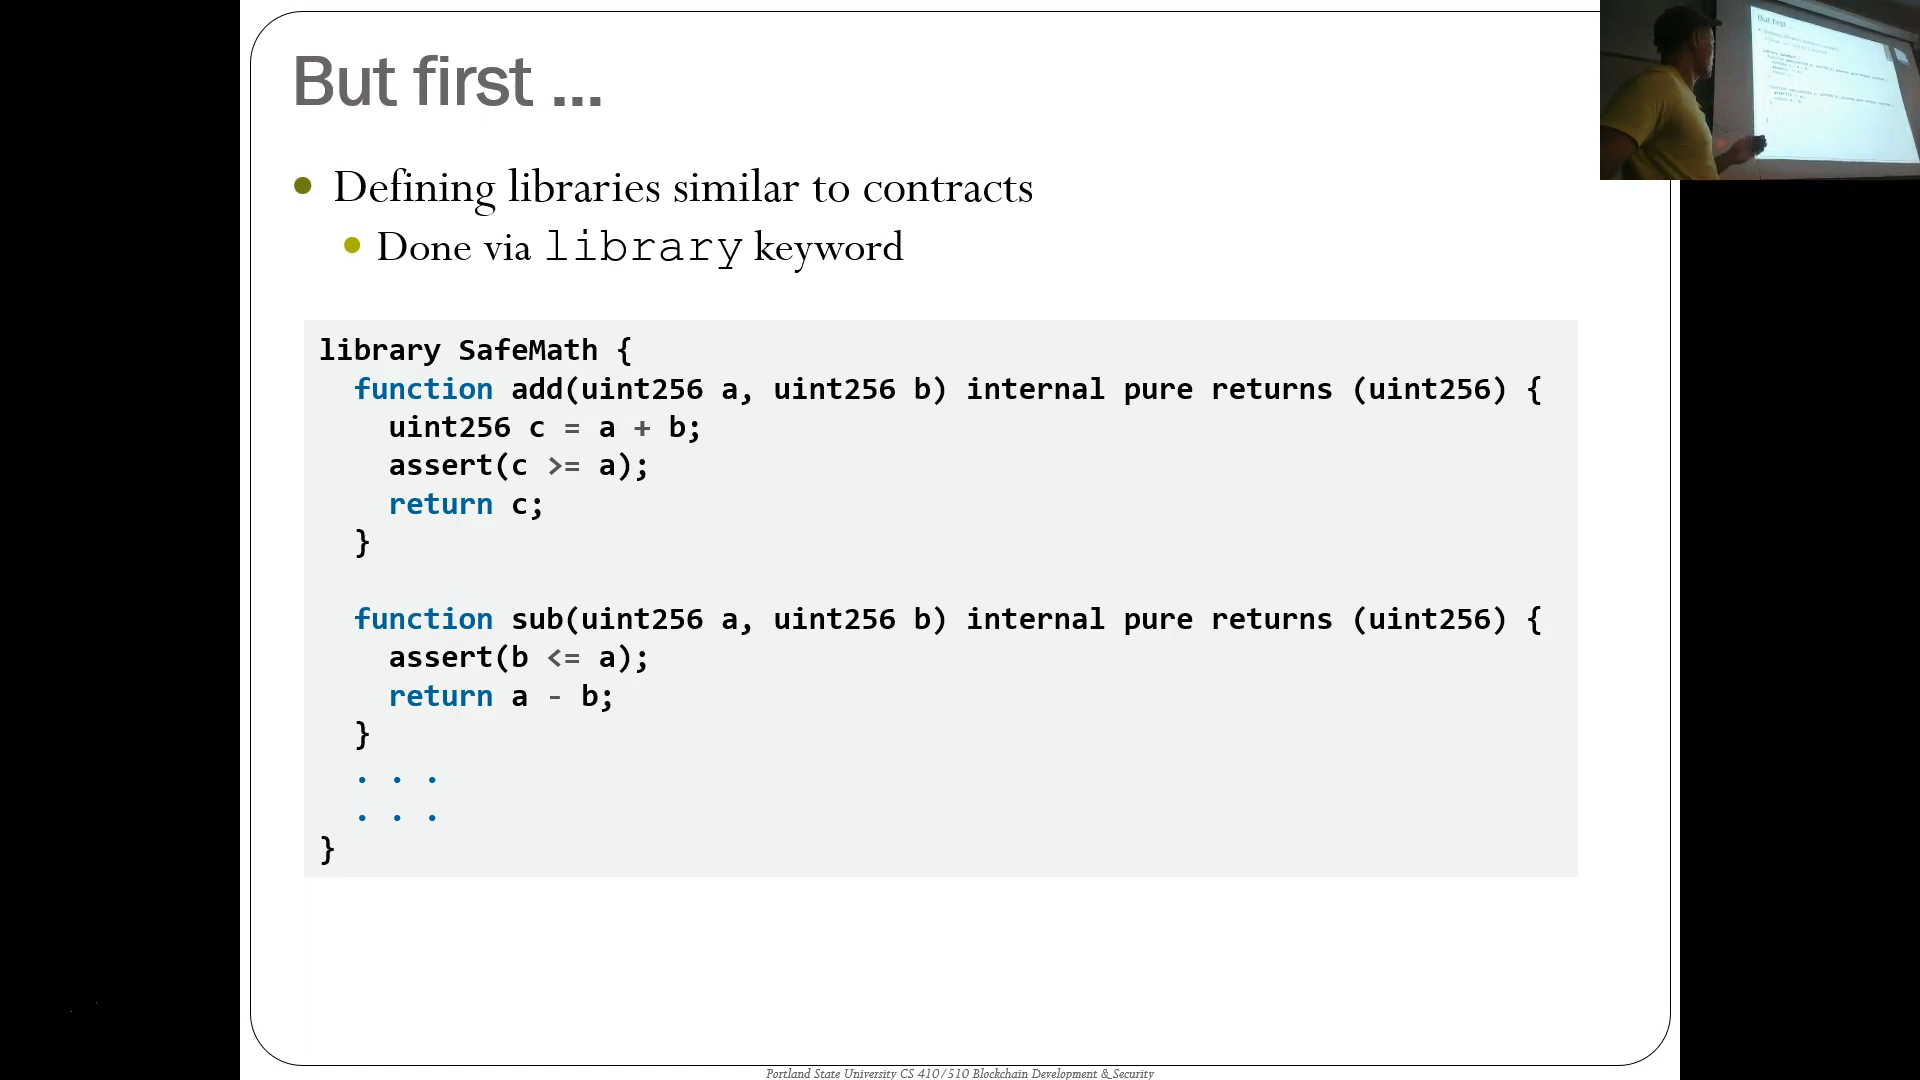 But first ...
Defining libraries similar to contracts
Done via library keyword
library SafeMath {
function add(uint256 a, uint256 b) internal pure returns (uint256) {
uint256 c = a + b;
assert(c >= a);
return c;
}
function sub(uint256 a, uint256 b) internal pure returns (uint256) {
assert(b <= a);
return a - b;
}
. . .
. . .
}
Portland State University CS 410/510 Blockchain Development & Security
But first ...